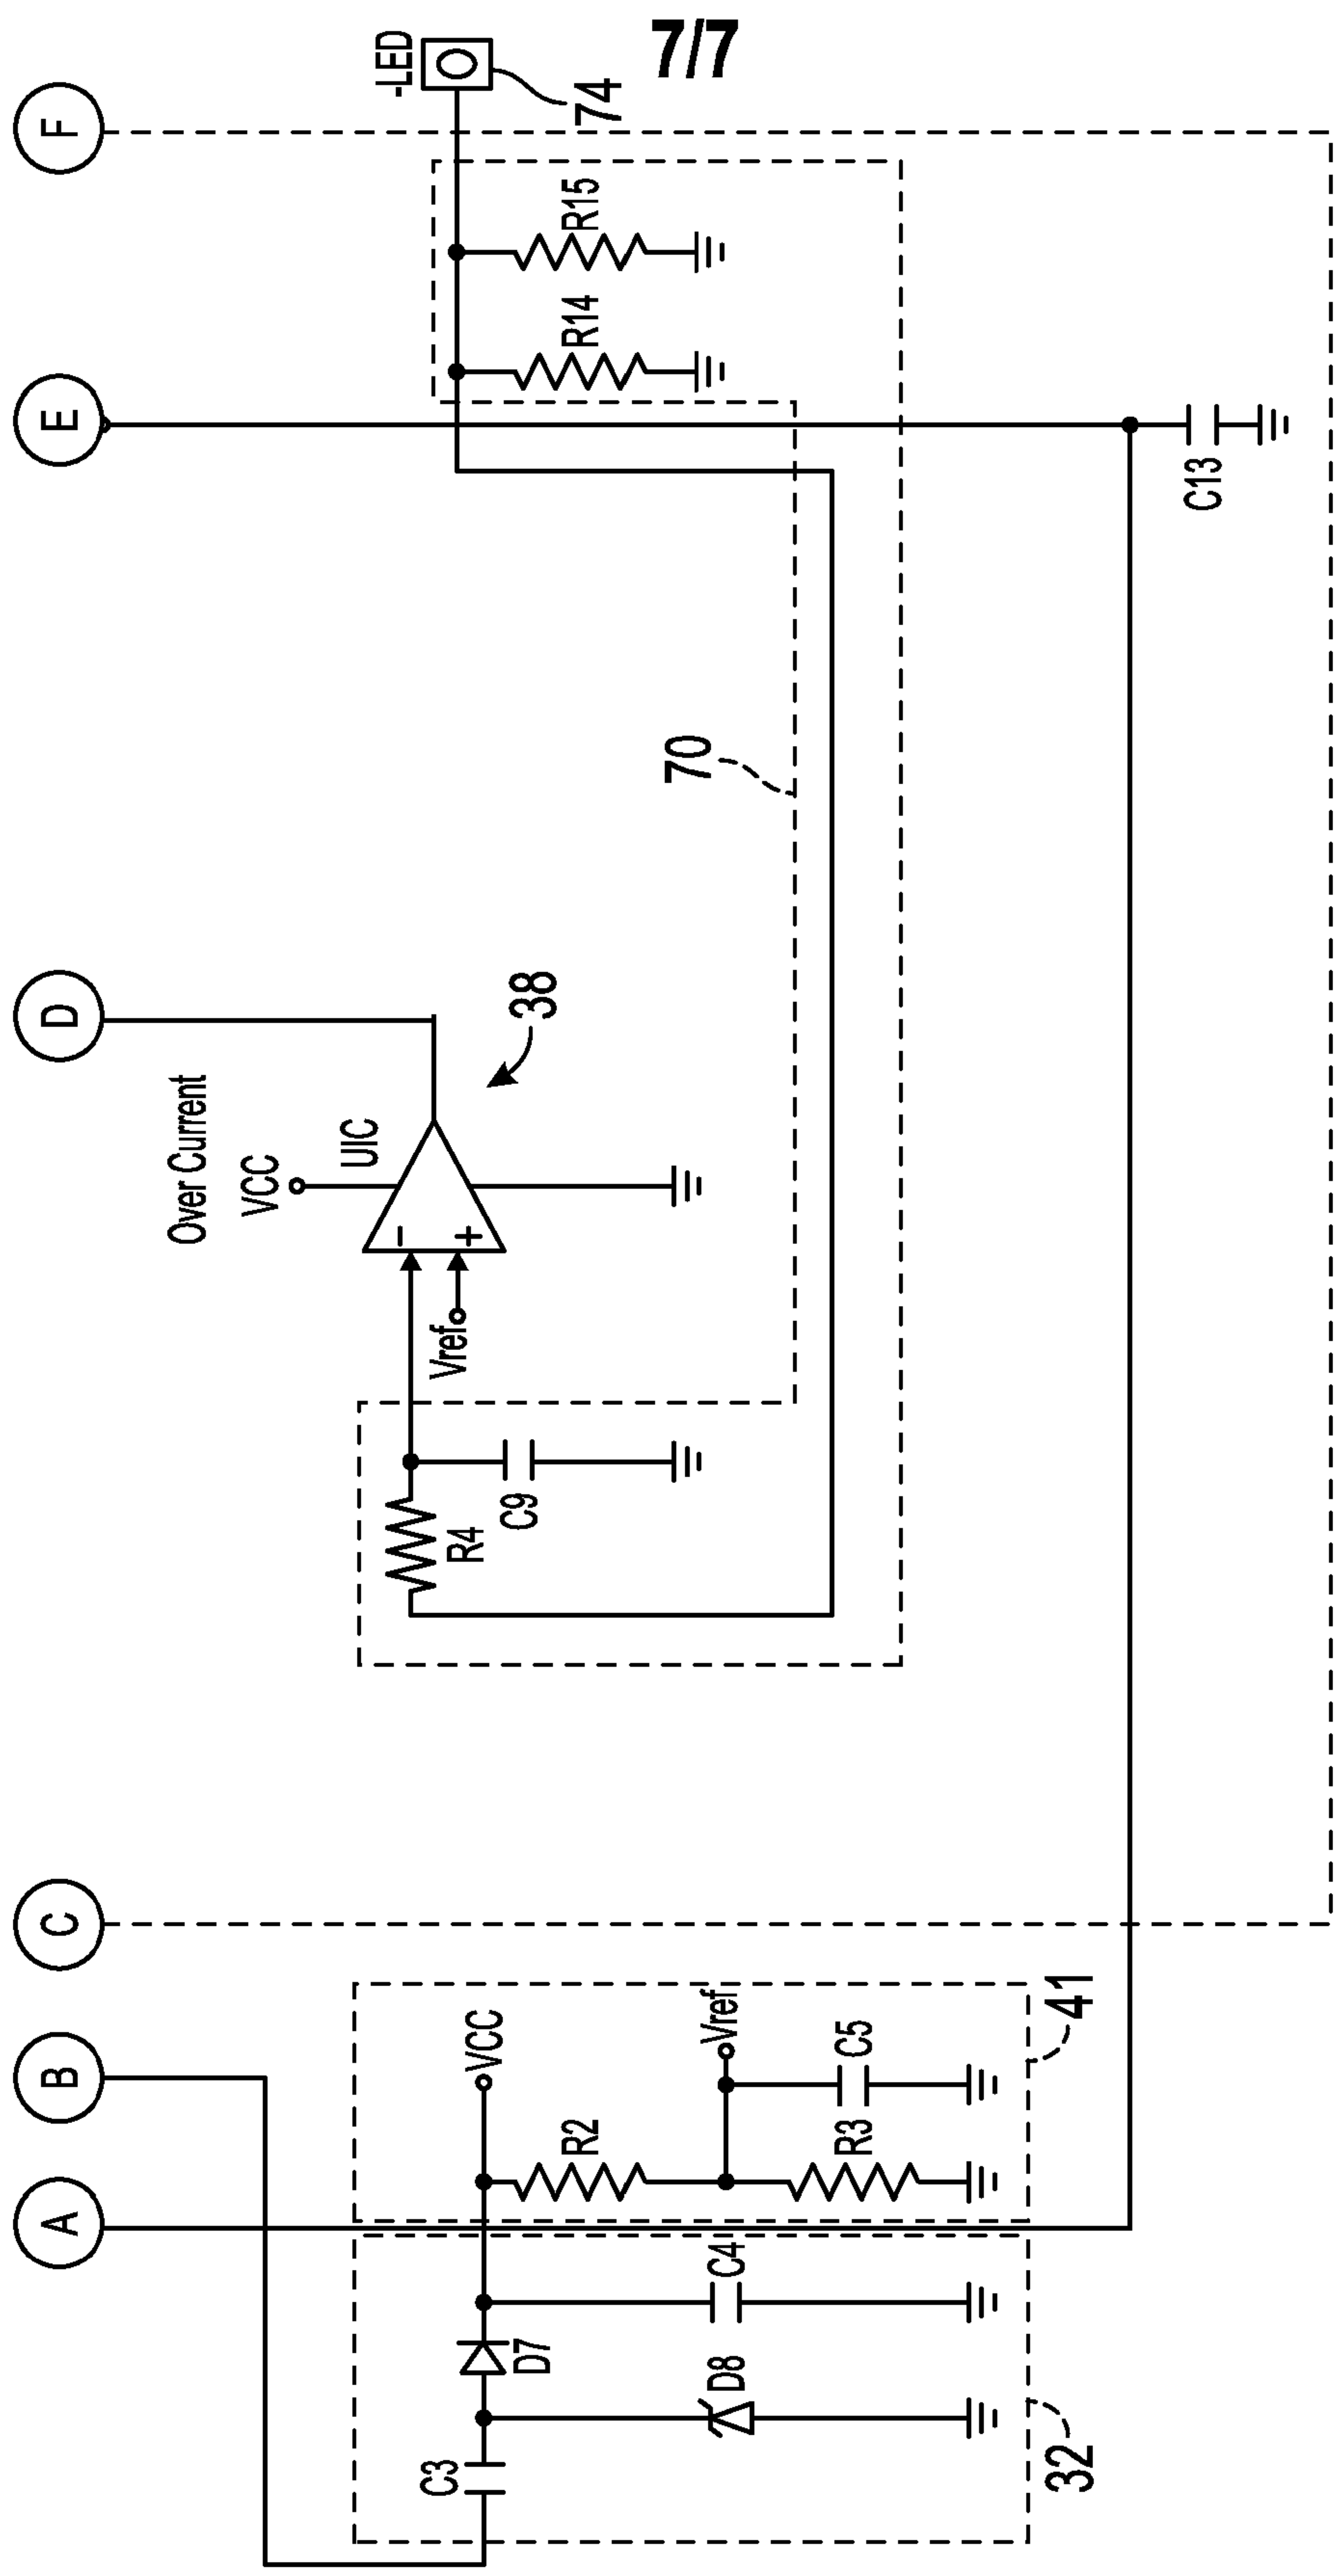 7/7
A
B
C
D
E
F
Over Current
VCC
UIC
38
-
+
Vref
R4
C9
70
R14
R15
-LED
74
C3
D7
D8
C4
32
VCC
R2
Vref
R3
C5
41
C13